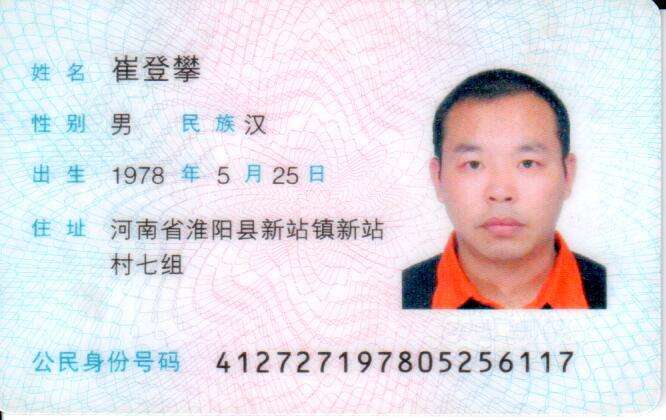 姓名 崔登攀
性别 男 民族 汉
出生 1978 年 5 月 25 日
住址 河南省淮阳县新站镇新站
村七组
公民身份号码 412727197805256117